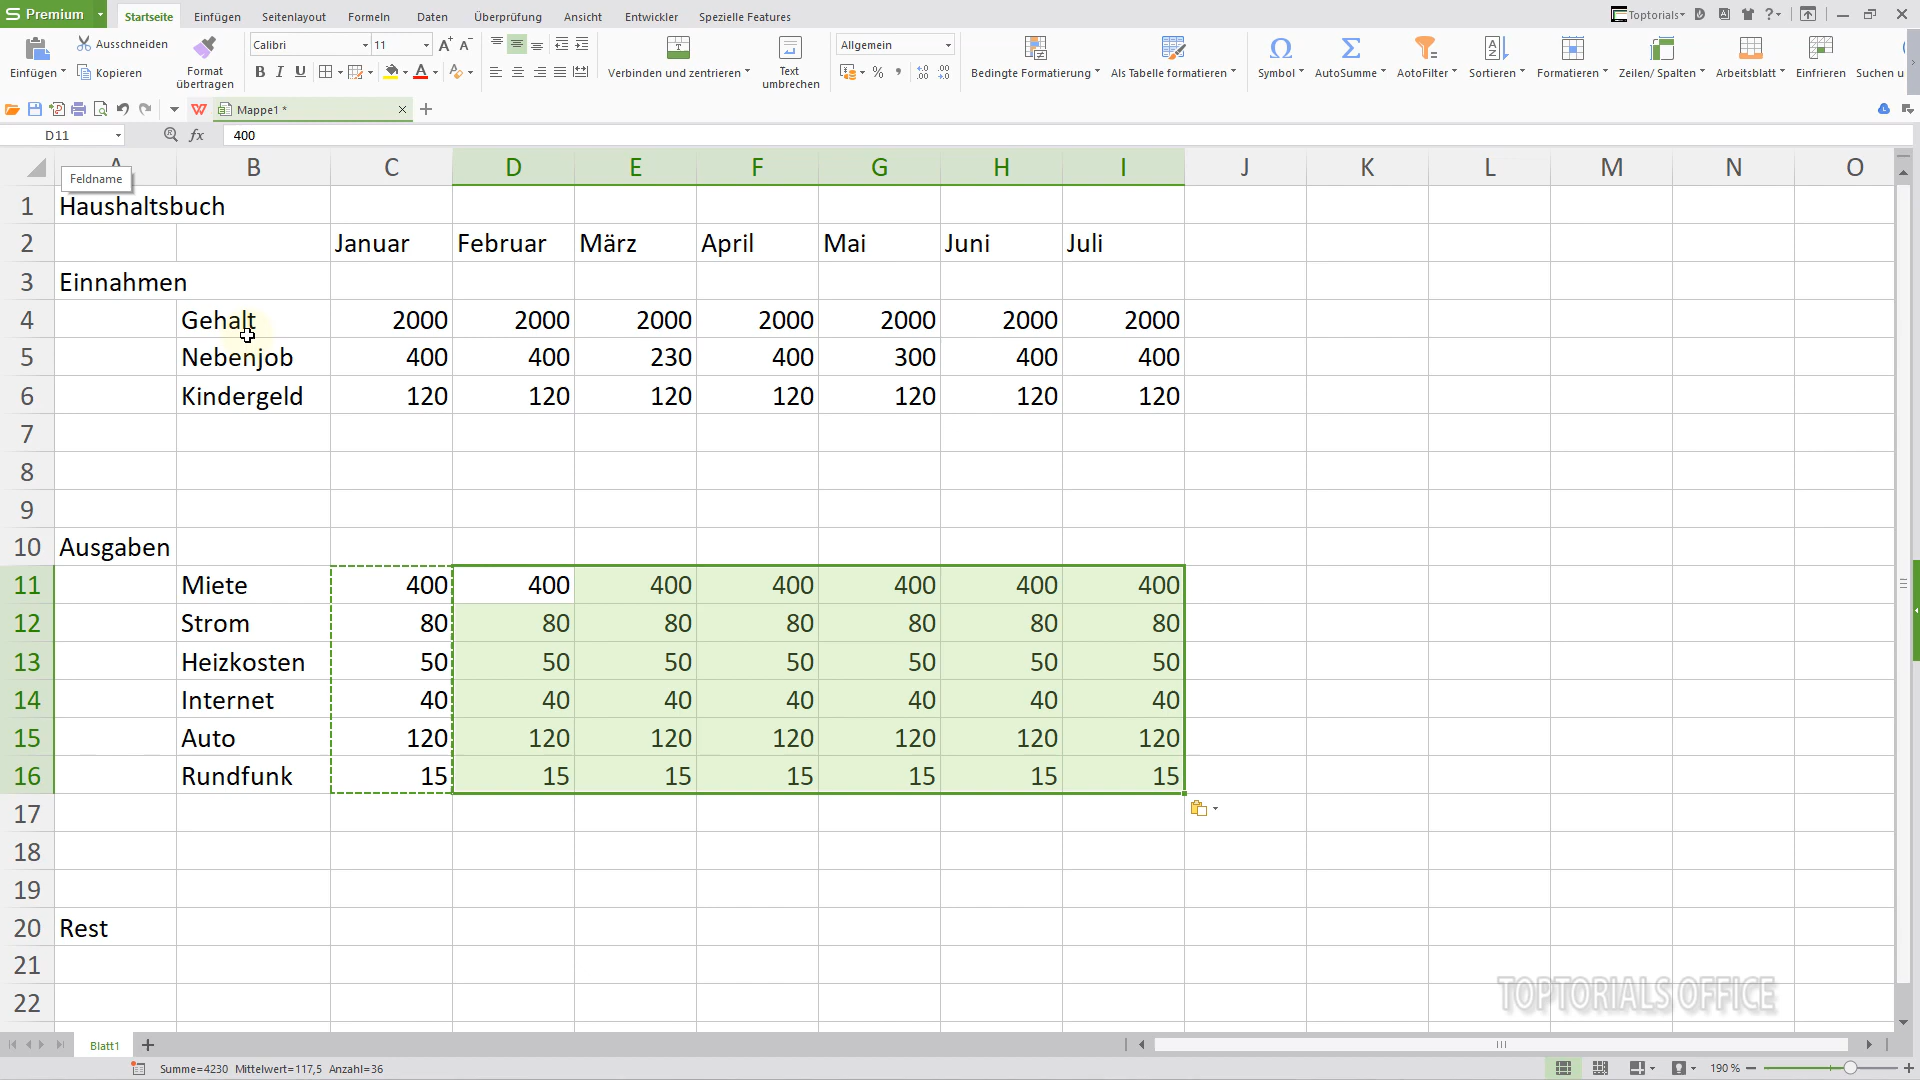 Premium Startseite Einfügen Seitenlayout Formeln Daten Überprüfung Ansicht Entwickler Spezielle Features Toptorials
Ausschneiden Calibri 11 Allgemein
Einfügen Kopieren Format übertragen Verbinden und zentrieren Text umbrechen Bedingte Formatierung Als Tabelle formatieren Symbol AutoSumme AutoFilter Sortieren Formatieren Zeilen/ Spalten Arbeitsblatt Einfrieren Suchen u
Mappe1 *
D11 fx 400
A B C D E F G H I J K L M N O
Feldname
1 Haushaltsbuch
2 Januar Februar März April Mai Juni Juli
3 Einnahmen
4 Gehalt 2000 2000 2000 2000 2000 2000 2000
5 Nebenjob 400 400 230 400 300 400 400
6 Kindergeld 120 120 120 120 120 120 120
7
8
9
10 Ausgaben
11 Miete 400 400 400 400 400 400 400
12 Strom 80 80 80 80 80 80 80
13 Heizkosten 50 50 50 50 50 50 50
14 Internet 40 40 40 40 40 40 40
15 Auto 120 120 120 120 120 120 120
16 Rundfunk 15 15 15 15 15 15 15
17
18
19
20 Rest
21
22
TOPTORIALS OFFICE
Blatt1
Summe=4230 Mittelwert=117,5 Anzahl=36 190 %